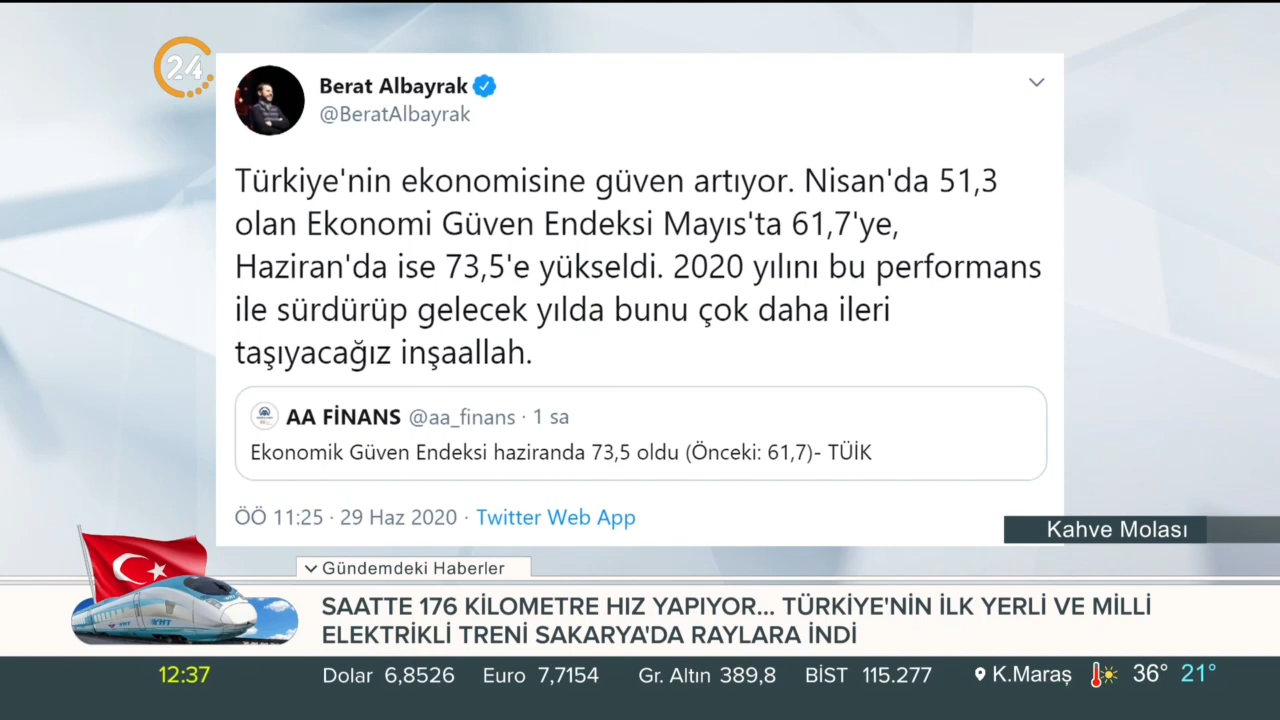 24
Berat Albayrak
@BeratAlbayrak
Türkiye'nin ekonomisine güven artıyor. Nisan'da 51,3
olan Ekonomi Güven Endeksi Mayıs'ta 61,7'ye,
Haziran'da ise 73,5'e yükseldi. 2020 yılını bu performans
ile sürdürüp gelecek yılda bunu çok daha ileri
taşıyacağız inşaallah.
AA FİNANS @aa_finans · 1 sa
Ekonomik Güven Endeksi haziranda 73,5 oldu (Önceki: 61,7)- TÜİK
ÖÖ 11:25 · 29 Haz 2020 · Twitter Web App
Kahve Molası
Gündemdeki Haberler
SAATTE 176 KİLOMETRE HIZ YAPIYOR... TÜRKİYE'NİN İLK YERLİ VE MİLLİ
ELEKTRİKLİ TRENİ SAKARYA'DA RAYLARA İNDİ
12:37 Dolar 6,8526 Euro 7,7154 Gr. Altın 389,8 BİST 115.277 K.Maraş 36° 21°